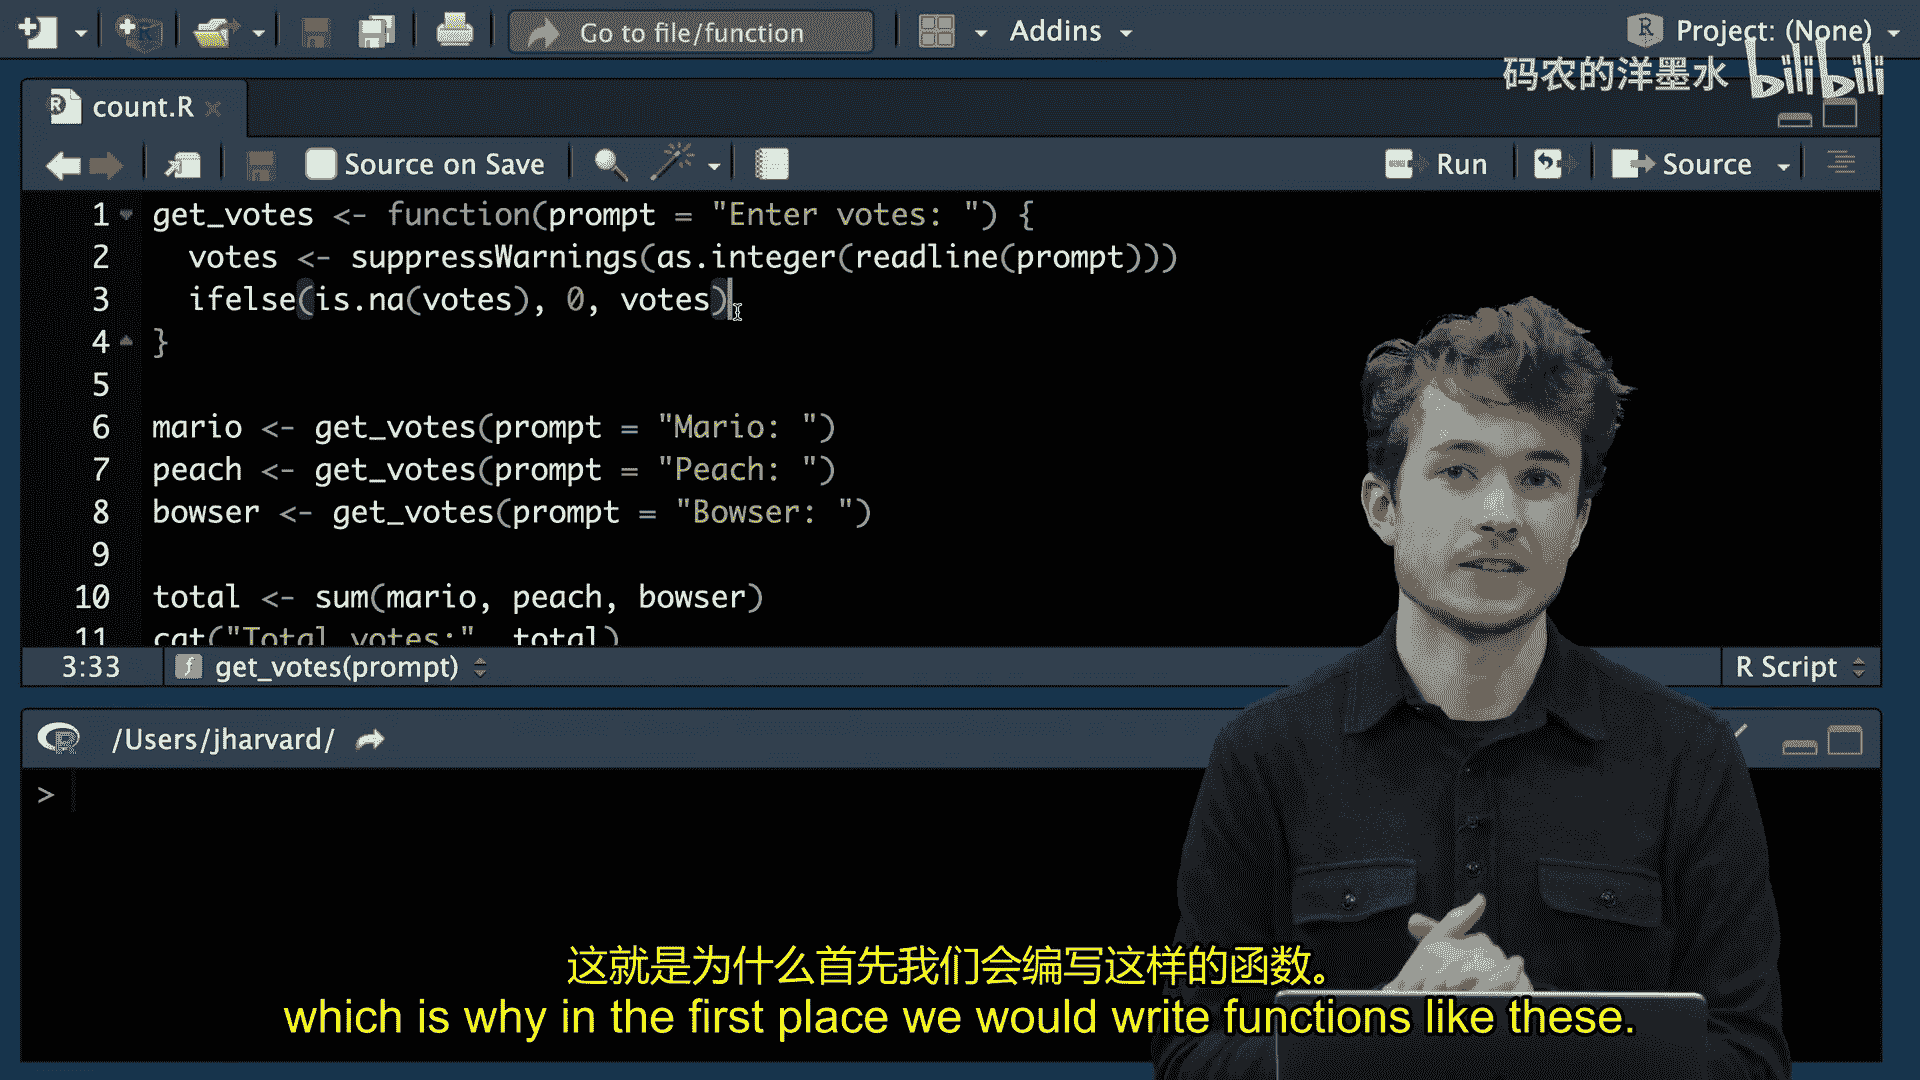 Go to file/function
Addins
Project: (None)
码农的洋墨水 bilibili
count.R
Source on Save
Run
Source
1 get_votes <- function(prompt = "Enter votes: ") {
2 votes <- suppressWarnings(as.integer(readline(prompt)))
3 ifelse(is.na(votes), 0, votes)
4 }
5
6 mario <- get_votes(prompt = "Mario: ")
7 peach <- get_votes(prompt = "Peach: ")
8 bowser <- get_votes(prompt = "Bowser: ")
9
10 total <- sum(mario, peach, bowser)
11 cat("Total votes:", total)
3:33
get_votes(prompt)
R Script
/Users/jharvard/
>
这就是为什么首先我们会编写这样的函数。
which is why in the first place we would write functions like these.